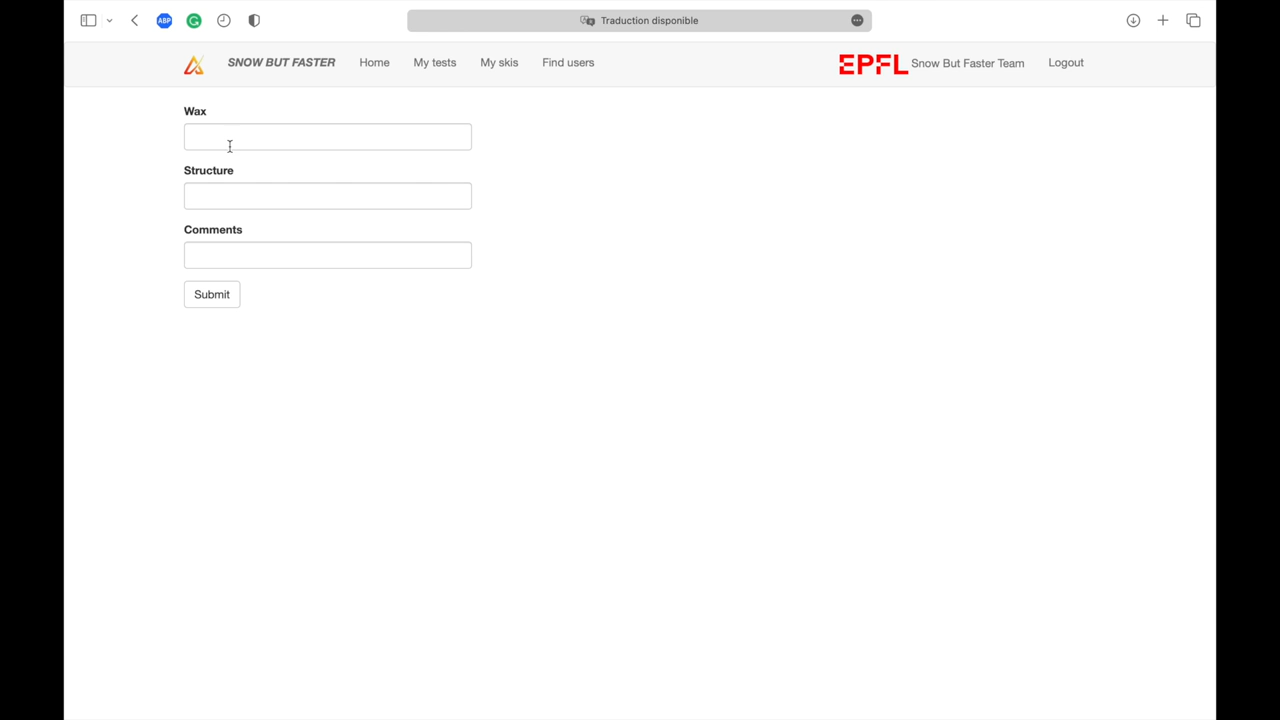 ABP
Traduction disponible
SNOW BUT FASTER Home My tests My skis Find users EPFL Snow But Faster Team Logout
Wax
Structure
Comments
Submit